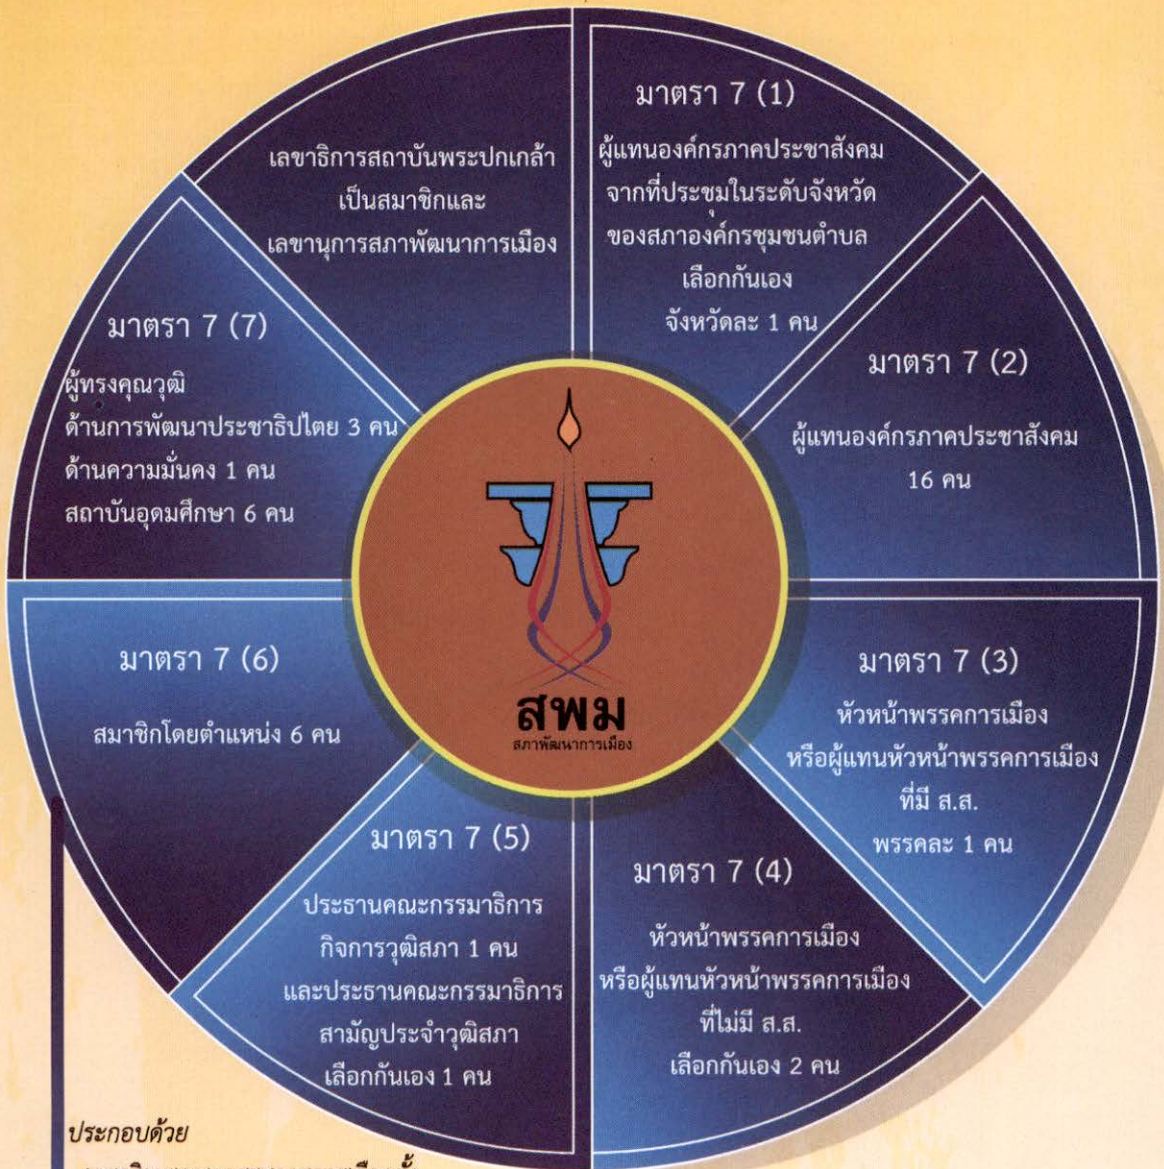 มาตรา 7 (1)
ผู้แทนองค์กรภาคประชาสังคม
จากที่ประชุมในระดับจังหวัด
ของสภาองค์กรชุมชนตำบล
เลือกกันเอง
จังหวัดละ 1 คน
มาตรา 7 (2)
ผู้แทนองค์กรภาคประชาสังคม
16 คน
มาตรา 7 (3)
หัวหน้าพรรคการเมือง
หรือผู้แทนหัวหน้าพรรคการเมือง
ที่มี ส.ส.
พรรคละ 1 คน
มาตรา 7 (4)
หัวหน้าพรรคการเมือง
หรือผู้แทนหัวหน้าพรรคการเมือง
ที่ไม่มี ส.ส.
เลือกกันเอง 2 คน
มาตรา 7 (5)
ประธานคณะกรรมาธิการ
กิจการวุฒิสภา 1 คน
และประธานคณะกรรมาธิการ
สามัญประจำวุฒิสภา
เลือกกันเอง 1 คน
มาตรา 7 (6)
สมาชิกโดยตำแหน่ง 6 คน
มาตรา 7 (7)
ผู้ทรงคุณวุฒิ
ด้านการพัฒนาประชาธิปไตย 3 คน
ด้านความมั่นคง 1 คน
สถาบันอุดมศึกษา 6 คน
เลขาธิการสถาบันพระปกเกล้า
เป็นสมาชิกและ
เลขานุการสภาพัฒนาการเมือง
สพม
สภาพัฒนาการเมือง
ประกอบด้วย